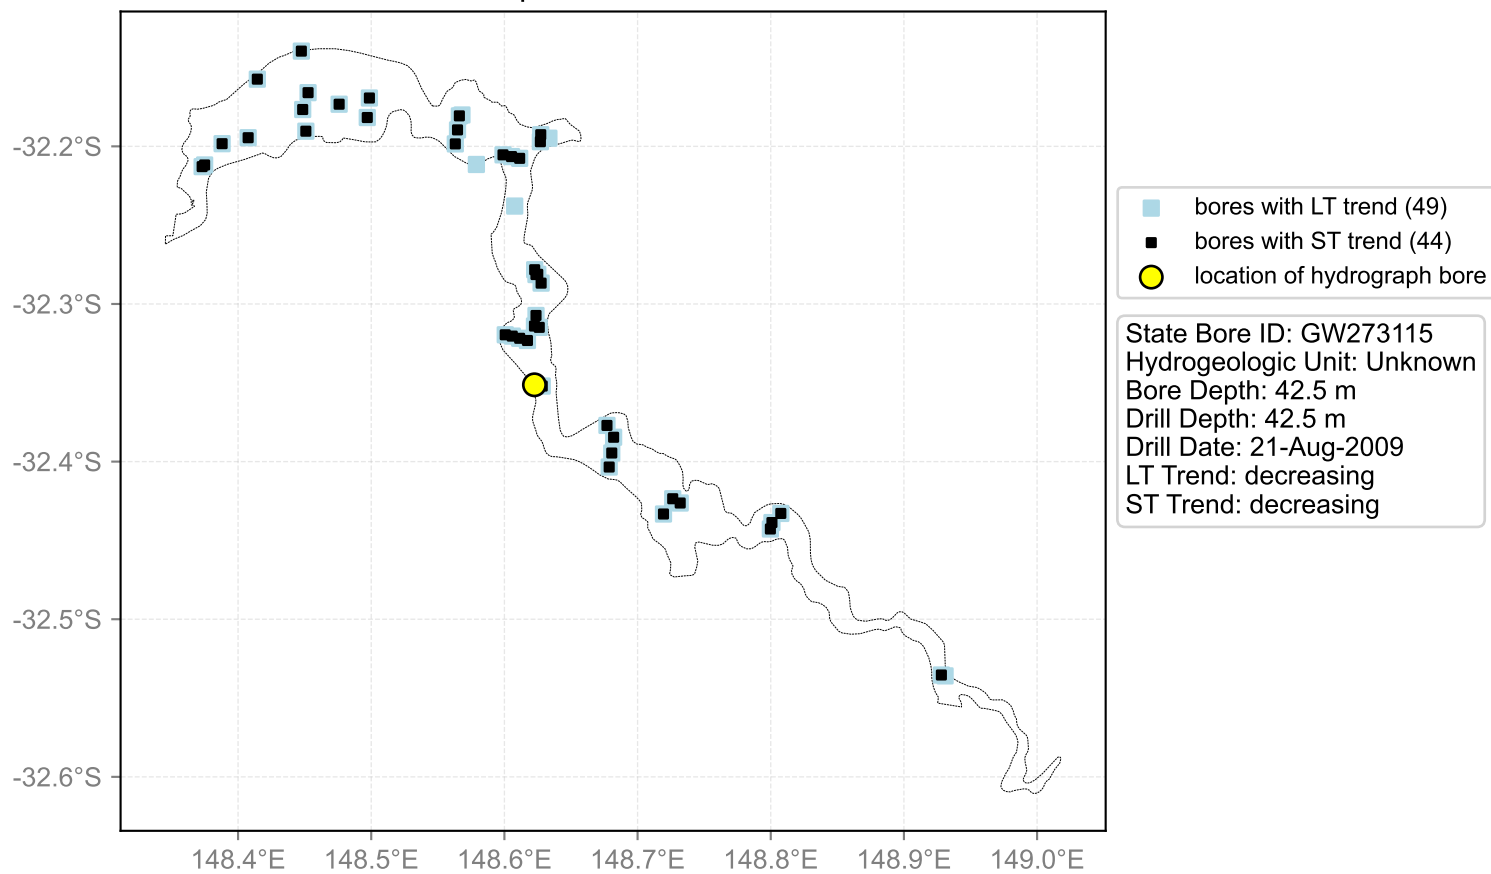 -32.2°S
-32.3°S
-32.4°S
-32.5°S
-32.6°S
148.4°E 148.5°E 148.6°E 148.7°E 148.8°E 148.9°E 149.0°E
bores with LT trend (49)
bores with ST trend (44)
location of hydrograph bore
State Bore ID: GW273115
Hydrogeologic Unit: Unknown
Bore Depth: 42.5 m
Drill Depth: 42.5 m
Drill Date: 21-Aug-2009
LT Trend: decreasing
ST Trend: decreasing